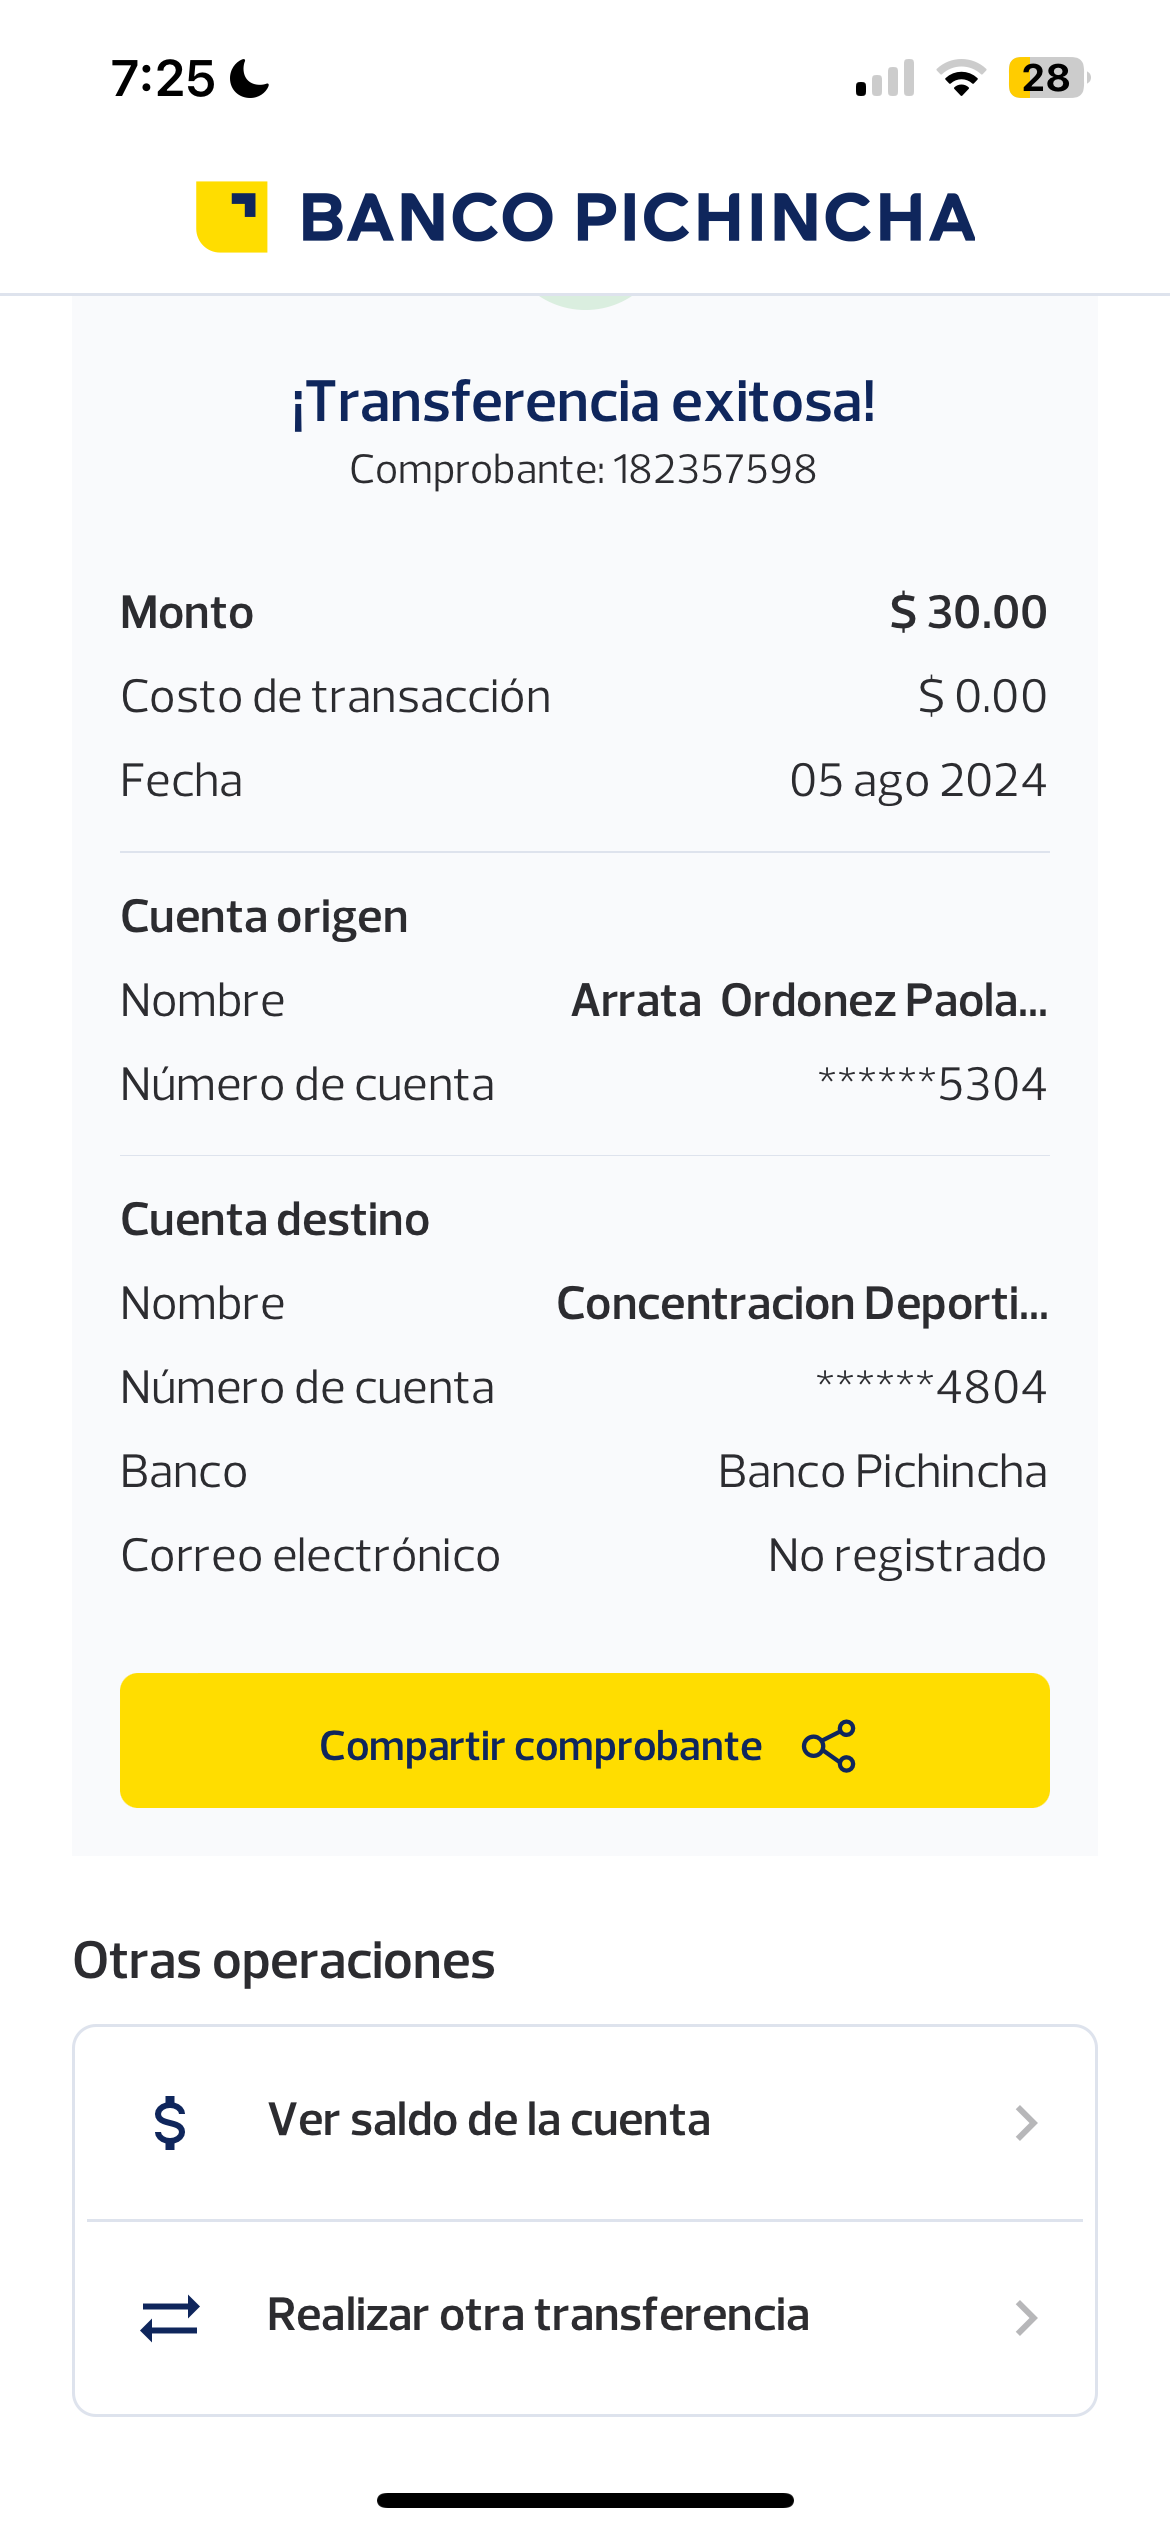 7:25
28
BANCO PICHINCHA
¡Transferencia exitosa!
Comprobante: 182357598
Monto $ 30.00
Costo de transacción $ 0.00
Fecha 05 ago 2024
Cuenta origen
Nombre Arrata  Ordonez Paola...
Número de cuenta ******5304
Cuenta destino
Nombre Concentracion Deporti...
Número de cuenta ******4804
Banco Banco Pichincha
Correo electrónico No registrado
Compartir comprobante
Otras operaciones
Ver saldo de la cuenta
Realizar otra transferencia